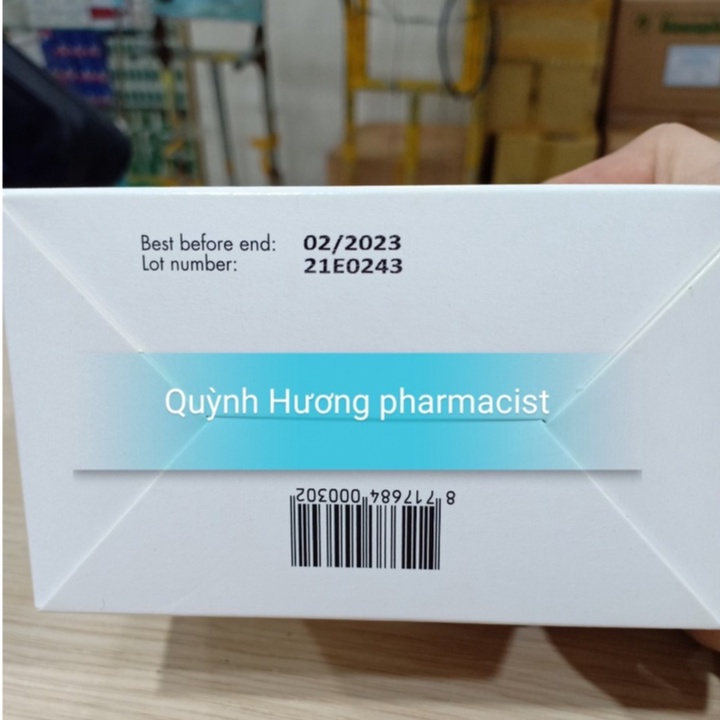 Best before end: 02/2023
Lot number: 21E0243
Quỳnh Hương pharmacist
8 717684 000302